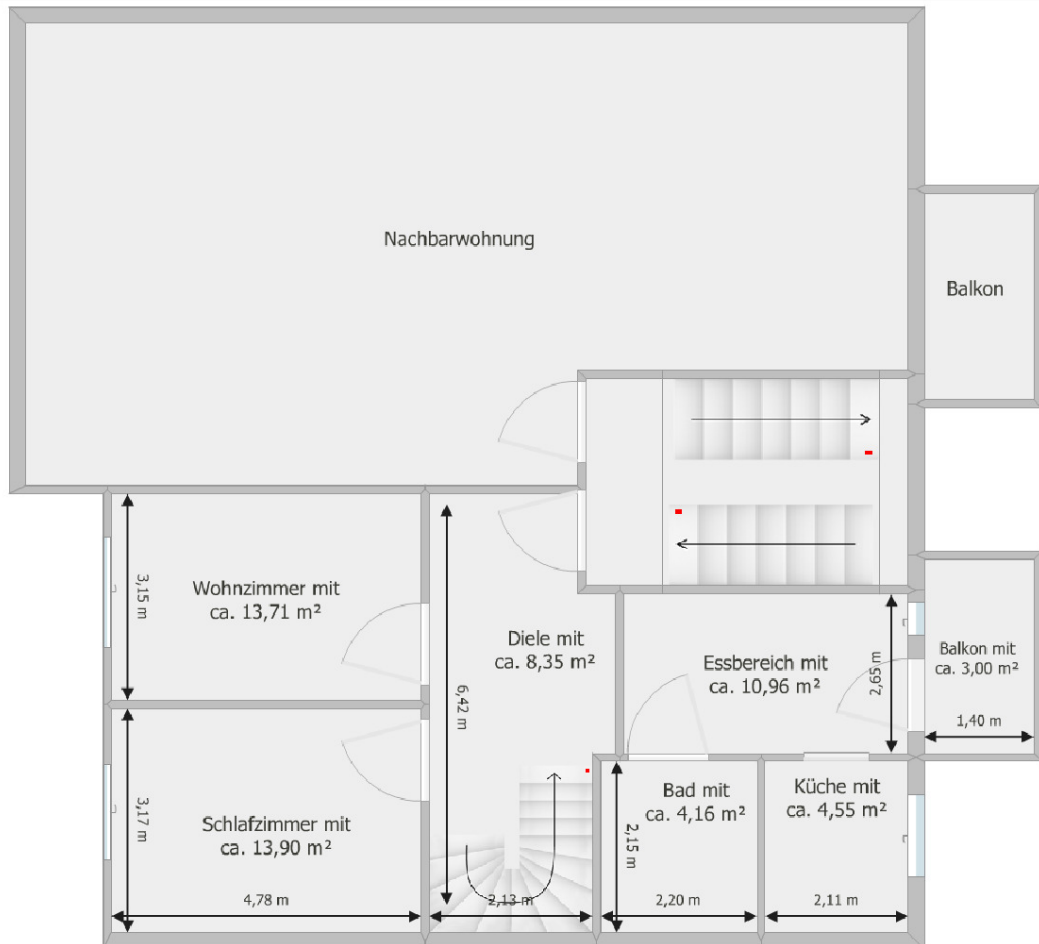 Nachbarwohnung
Balkon
3,15 m
Wohnzimmer mit
ca. 13,71 m²
Diele mit
ca. 8,35 m²
6,42 m
Essbereich mit
ca. 10,96 m²
2,65 m
Balkon mit
ca. 3,00 m²
1,40 m
3,17 m
Schlafzimmer mit
ca. 13,90 m²
4,78 m
2,13 m
Bad mit
ca. 4,16 m²
2,15 m
2,20 m
Küche mit
ca. 4,55 m²
2,11 m